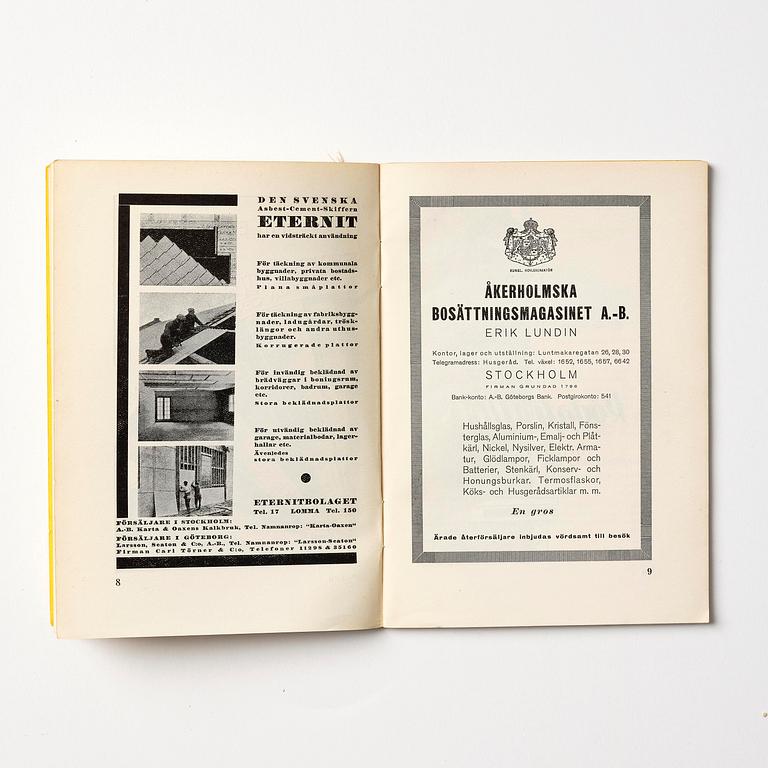 DEN SVENSKA
Asbest-Cement-Skiffern
ETERNIT
har en vidsträckt användning
För täckning av kommunala
byggnader, privata bostads-
hus, villabyggnader etc.
Plana småplattor
För täckning av fabriksbygg-
nader, ladugårdar, trösk-
längor och andra uthus-
byggnader.
Korrugerade plattor
För invändig beklädnad av
brädväggar i boningsrum,
korridorer, badrum, garage
etc.
Stora beklädnadsplattor
För utvändig beklädnad av
garage, materialbodar, lager-
hallar etc.
Ävenledes
stora beklädnadsplattor
ETERNITBOLAGET
Tel. 17 LOMMA Tel. 150
FÖRSÄLJARE I STOCKHOLM:
A.-B. Karta & Oaxens Kalkbruk, Tel. Namnanrop: "Karta-Oaxen"
FÖRSÄLJARE I GÖTEBORG:
Larsson, Seaton & C:o, A.-B., Tel. Namnanrop: "Larsson-Seaton"
Firman Carl Törner & C:o, Telefoner 11298 & 35160
8
KUNGL. HOVLEVERANTÖR
ÅKERHOLMSKA
BOSÄTTNINGSMAGASINET A.-B.
ERIK LUNDIN
Kontor, lager och utställning: Luntmakaregatan 26, 28, 30
Telegramadress: Husgeråd. Tel. växel: 1652, 1655, 1657, 6642
STOCKHOLM
FIRMAN GRUNDAD 1796
Bank-konto: A.-B. Göteborgs Bank. Postgirokonto: 541
Hushållsglas, Porslin, Kristall, Föns-
terglas, Aluminium-, Emalj- och Plåt-
kärl, Nickel, Nysilver, Elektr. Arma-
tur, Glödlampor, Ficklampor och
Batterier, Stenkärl, Konserv- och
Honungsburkar. Termosflaskor,
Köks- och Husgerådsartiklar m. m.
En gros
Ärade återförsäljare inbjudas vördsamt till besök
9